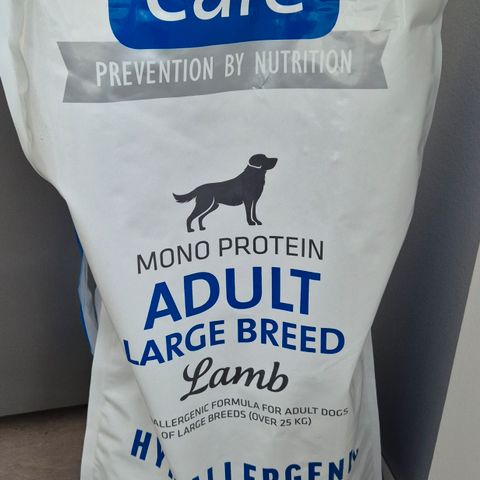 Care
PREVENTION BY NUTRITION
MONO PROTEIN
ADULT
LARGE BREED
Lamb
ALLERGENIC FORMULA FOR ADULT DOGS
OF LARGE BREEDS (OVER 25 KG)